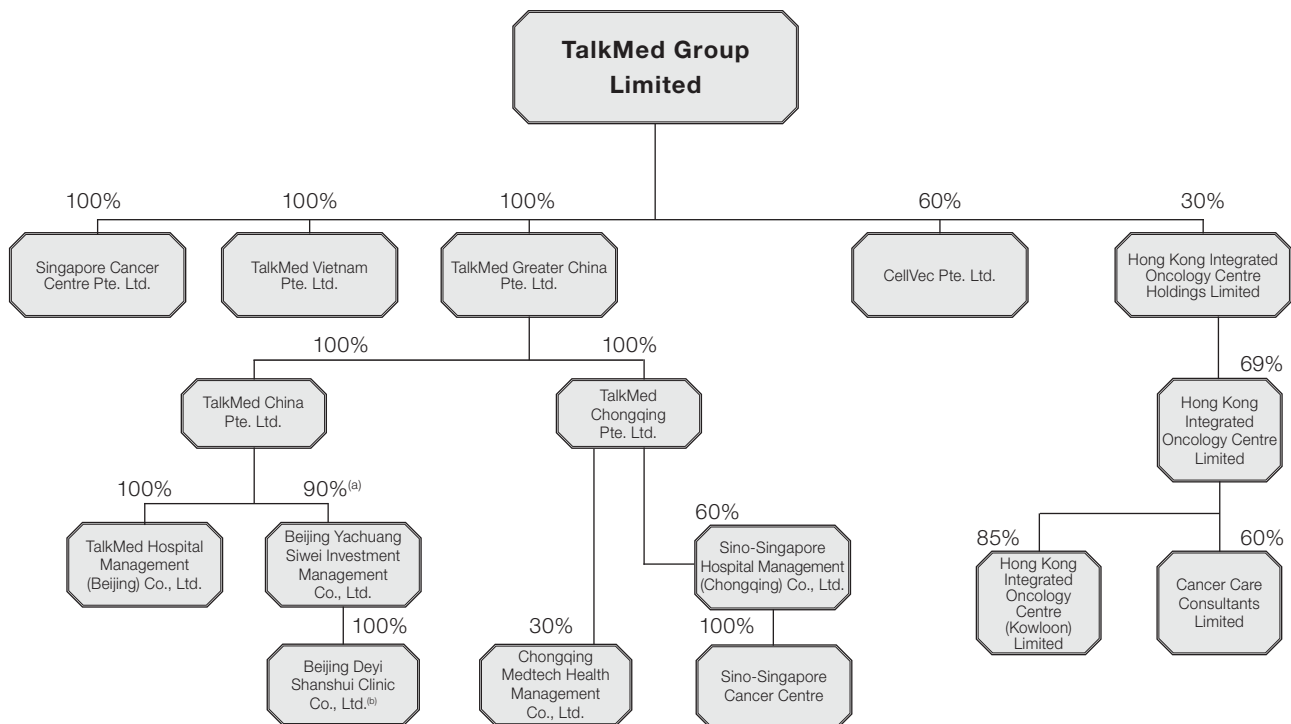 TalkMed Group
Limited
100%
100%
100%
60%
30%
Singapore Cancer
Centre Pte. Ltd.
TalkMed Vietnam
Pte. Ltd.
TalkMed Greater China
Pte. Ltd.
CellVec Pte. Ltd.
Hong Kong Integrated
Oncology Centre
Holdings Limited
100%
100%
69%
TalkMed China
Pte. Ltd.
TalkMed
Chongqing
Pte. Ltd.
Hong Kong
Integrated
Oncology Centre
Limited
100%
90%(a)
60%
85%
60%
TalkMed Hospital
Management
(Beijing) Co., Ltd.
Beijing Yachuang
Siwei Investment
Management
Co., Ltd.
Sino-Singapore
Hospital Management
(Chongqing) Co., Ltd.
Hong Kong
Integrated
Oncology
Centre
(Kowloon)
Limited
Cancer Care
Consultants
Limited
100%
30%
100%
Beijing Deyi
Shanshui Clinic
Co., Ltd.(b)
Chongqing
Medtech Health
Management
Co., Ltd.
Sino-Singapore
Cancer Centre